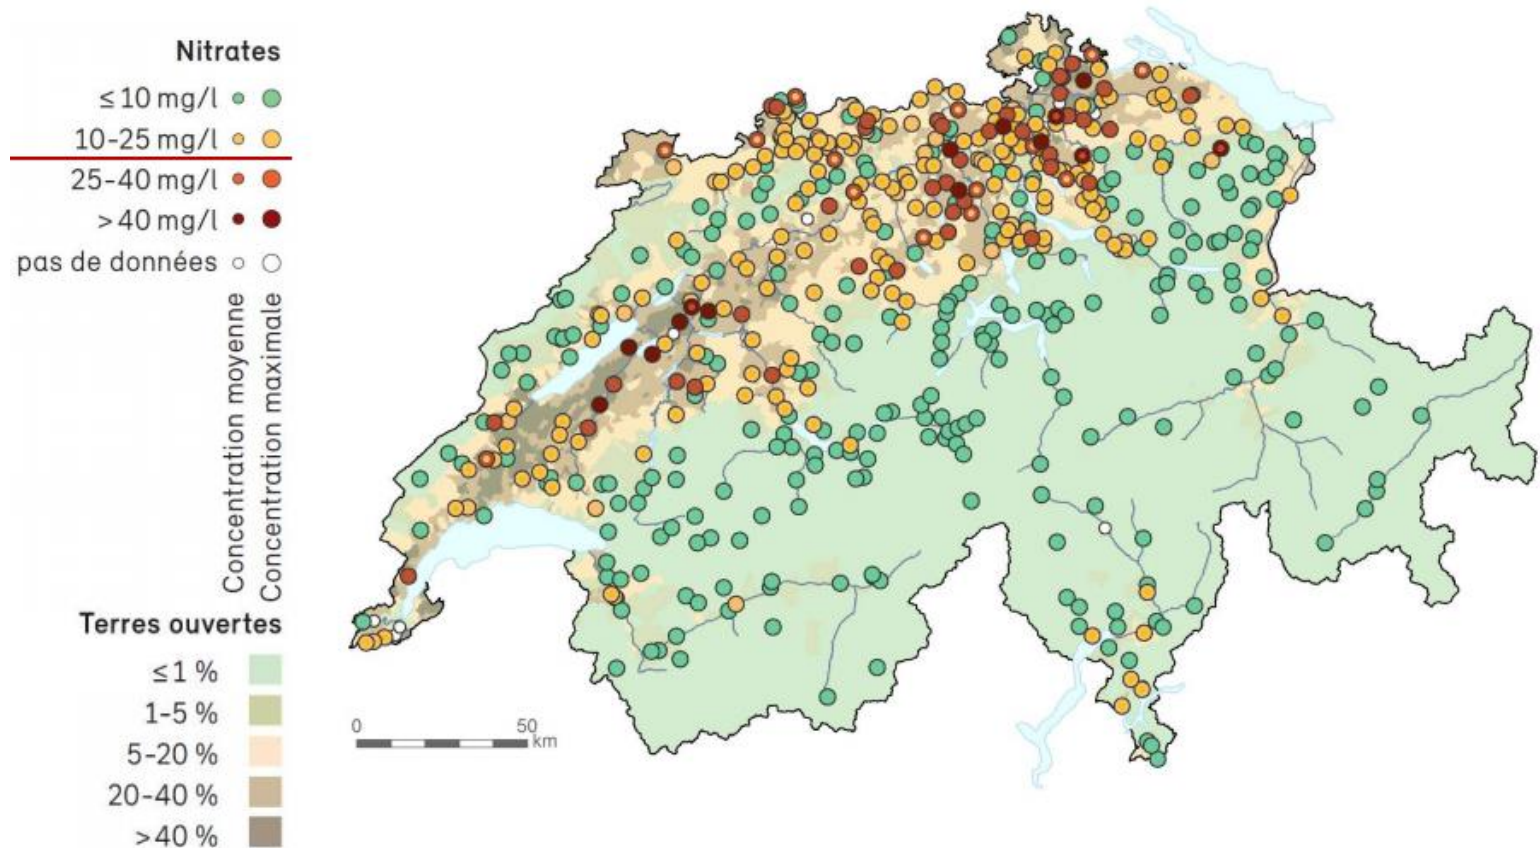 Nitrates
≤ 10 mg/l
10-25 mg/l
25-40 mg/l
> 40 mg/l
pas de données
Concentration moyenne
Concentration maximale
Terres ouvertes
≤ 1 %
1-5 %
5-20 %
20-40 %
> 40 %
0 50
km